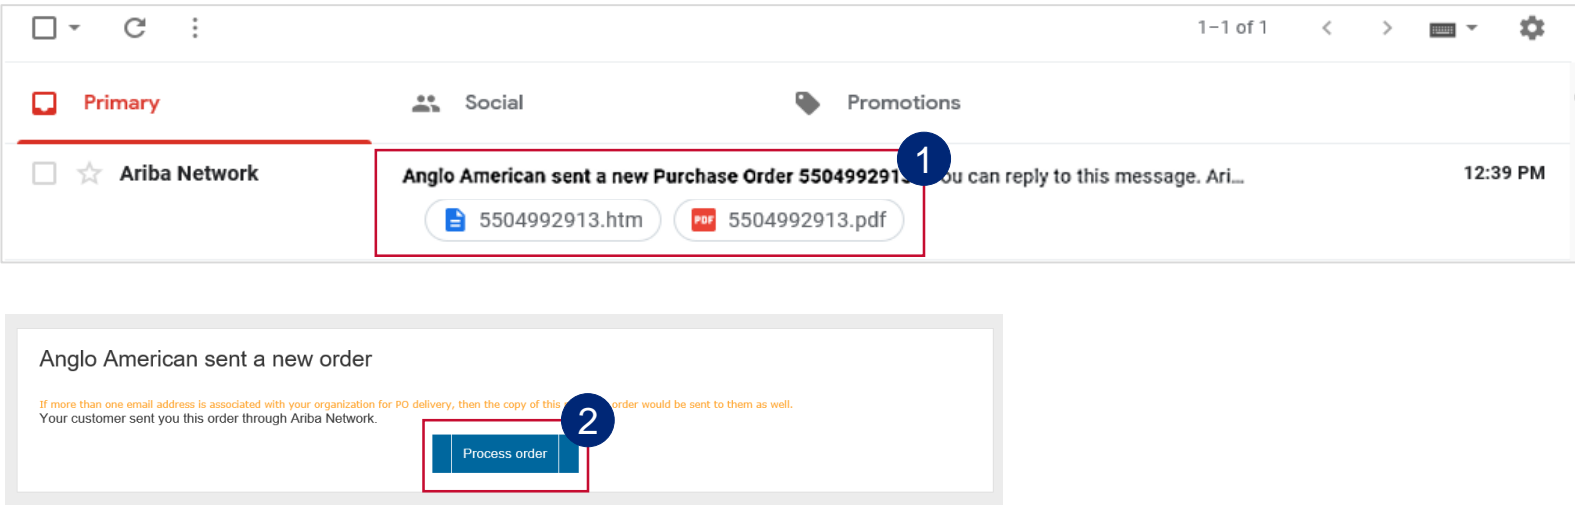 1–1 of 1
Primary Social Promotions
1
Ariba Network Anglo American sent a new Purchase Order 5504992913 can reply to this message. Ari... 12:39 PM
5504992913.htm PDF 5504992913.pdf
Anglo American sent a new order
If more than one email address is associated with your organization for PO delivery, then the copy of this order would be sent to them as well.
Your customer sent you this order through Ariba Network.
2
Process order